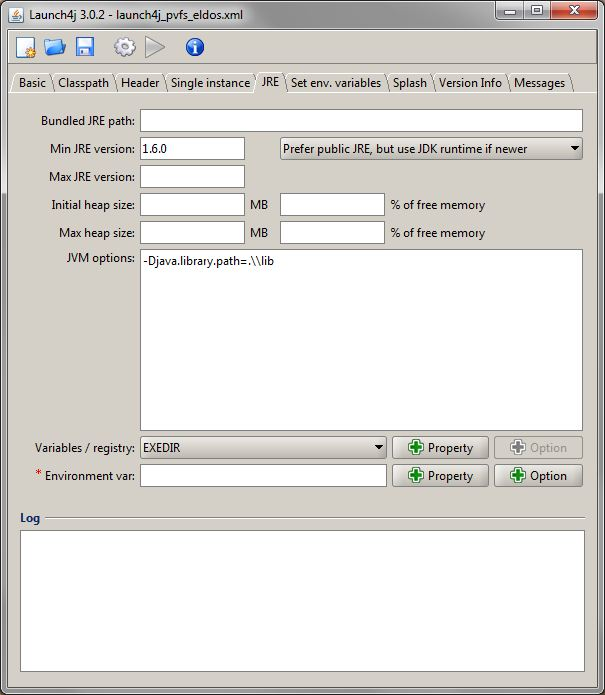 Launch4j 3.0.2 - launch4j_pvfs_eldos.xml
Basic Classpath Header Single instance JRE Set env. variables Splash Version Info Messages
Bundled JRE path:
Min JRE version: 1.6.0 Prefer public JRE, but use JDK runtime if newer
Max JRE version:
Initial heap size: MB % of free memory
Max heap size: MB % of free memory
JVM options: -Djava.library.path=.\\lib
Variables / registry: EXEDIR Property Option
* Environment var: Property Option
Log